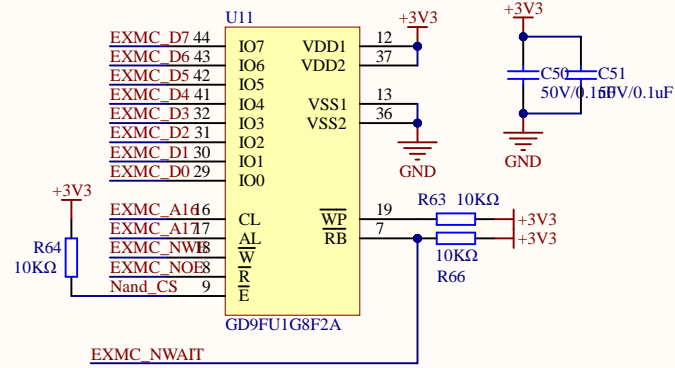 U11
+3V3
+3V3
EXMC_D7 44 IO7 VDD1 12
EXMC_D6 43 IO6 VDD2 37
EXMC_D5 42 IO5
EXMC_D4 41 IO4 VSS1 13
EXMC_D3 32 IO3 VSS2 36
EXMC_D2 31 IO2
EXMC_D1 30 IO1
EXMC_D0 29 IO0
C50 C51
50V/0.1uF 50V/0.1uF
GND
GND
+3V3
EXMC_A16 16 CL WP 19 R63 10KΩ +3V3
EXMC_A17 17 AL RB 7 +3V3
R64
10KΩ
EXMC_NWE 18 W
EXMC_NOE 8 R
Nand_CS 9 E
10KΩ
R66
GD9FU1G8F2A
EXMC_NWAIT